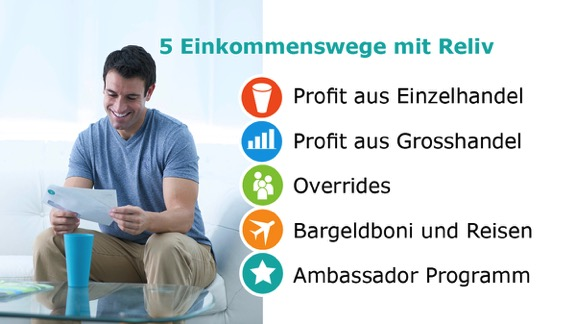 5 Einkommenswege mit Reliv
Profit aus Einzelhandel
Profit aus Grosshandel
Overrides
Bargeldboni und Reisen
Ambassador Programm